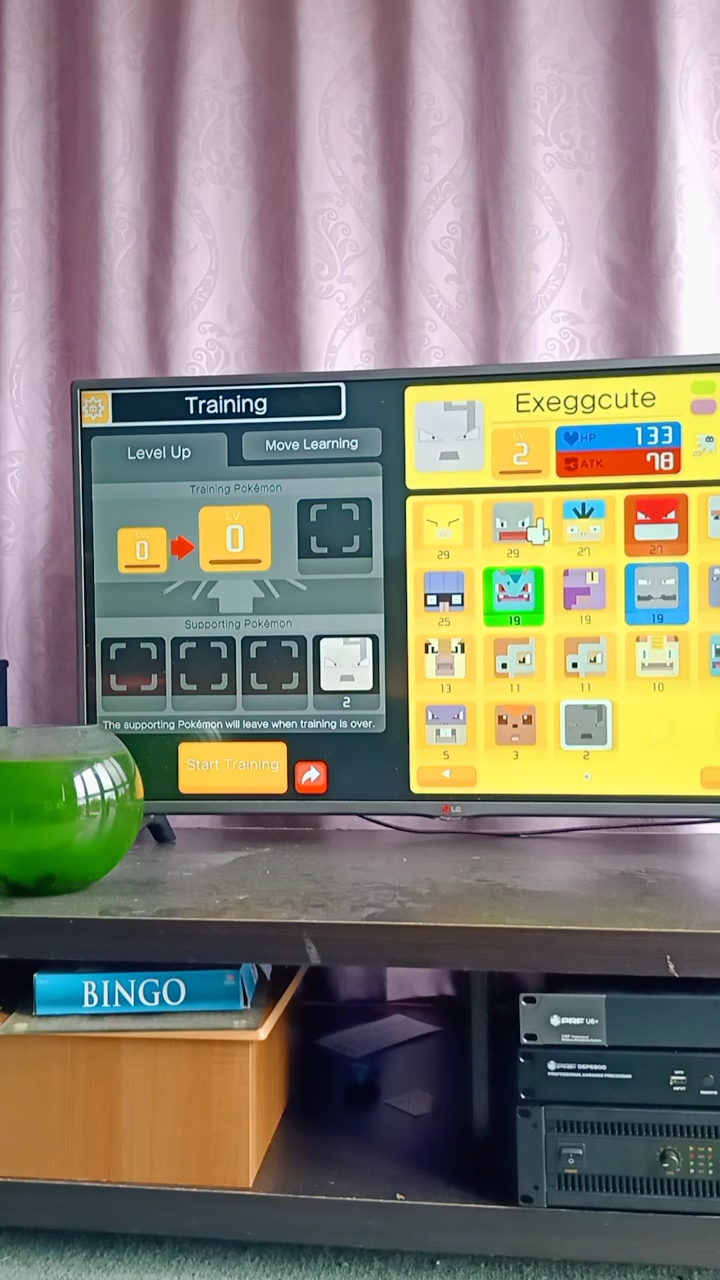 Training
Level Up
Move Learning
Training Pokémon
Lv.
0
Lv.
0
Supporting Pokémon
2
The supporting Pokémon will leave when training is over.
Start Training
Exeggcute
Lv.
2
HP 133
ATK 78
29
29
27
27
25
19
19
19
13
11
11
10
5
3
2
LG
BINGO
PRF U6+
PRF DSP6800
PROFESSIONAL KARAOKE PROCESSOR
INPUT